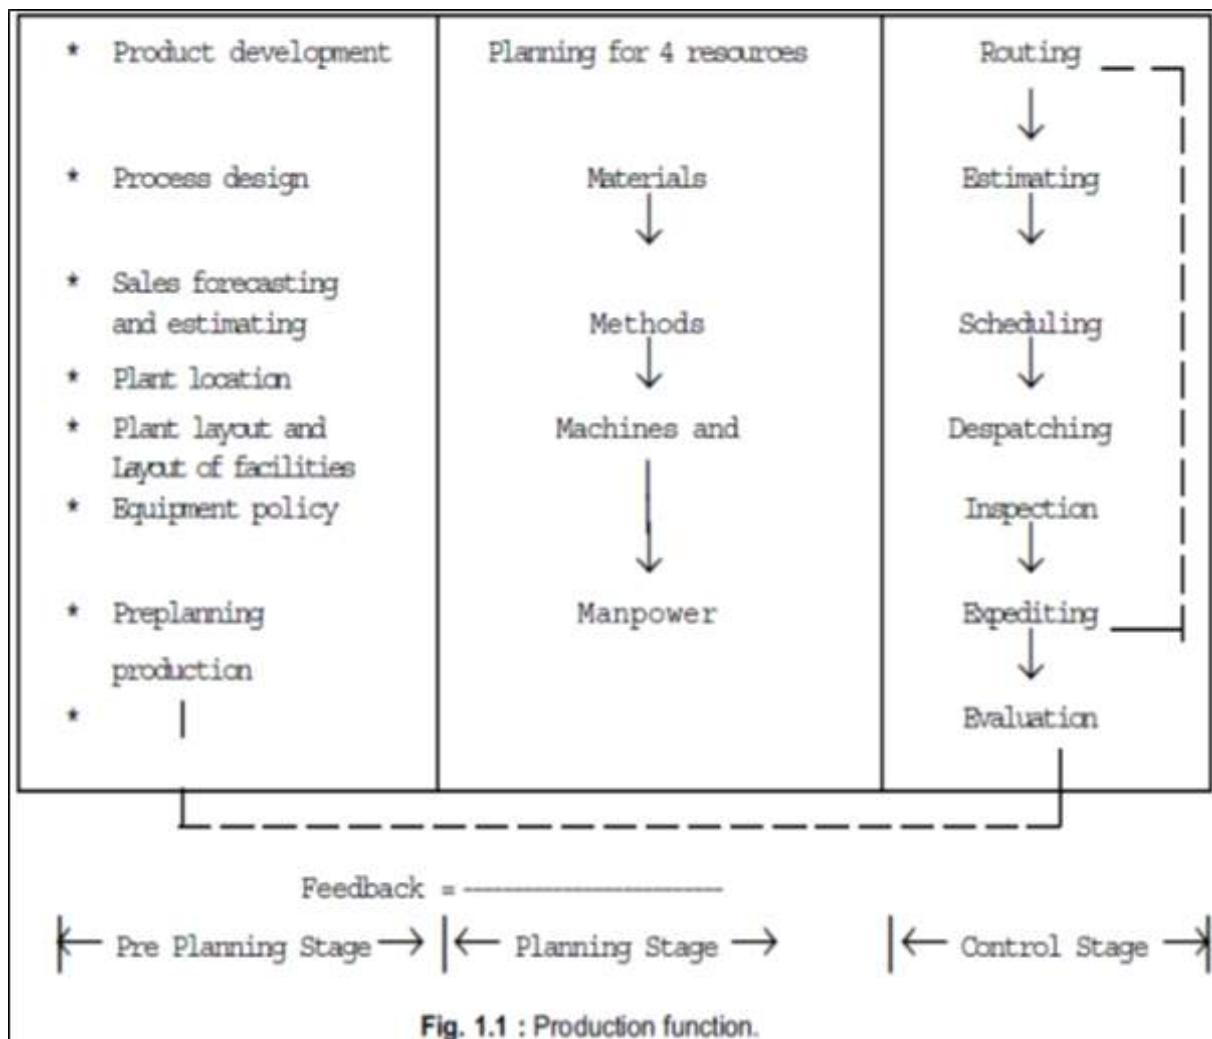 * Product development
* Process design
* Sales forecasting
and estimating
* Plant location
* Plant layout and
Layout of facilities
* Equipment policy
* Preplanning
production
*
Planning for 4 resources
Materials
Methods
Machines and
Manpower
Routing
Estimating
Scheduling
Despatching
Inspection
Expediting
Evaluation
Feedback = --------------------------
Pre Planning Stage
Planning Stage
Control Stage
Fig. 1.1 : Production function.